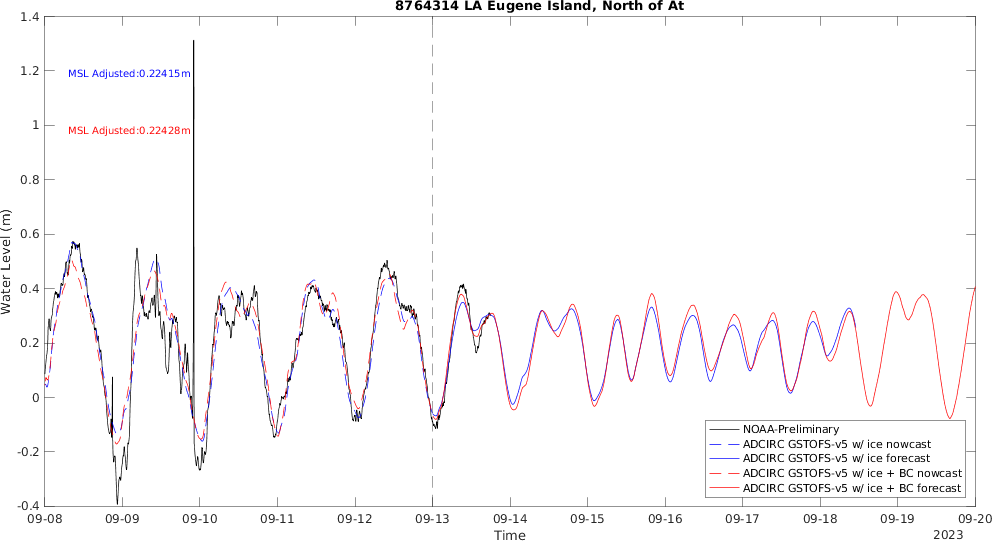 8764314 LA Eugene Island, North of At
1.4
1.2
1
0.8
0.6
0.4
0.2
0
-0.2
-0.4
Water Level (m)
MSL Adjusted:0.22415m
MSL Adjusted:0.22428m
NOAA-Preliminary
ADCIRC GSTOFS-v5 w/ ice nowcast
ADCIRC GSTOFS-v5 w/ ice forecast
ADCIRC GSTOFS-v5 w/ ice + BC nowcast
ADCIRC GSTOFS-v5 w/ ice + BC forecast
09-08 09-09 09-10 09-11 09-12 09-13 09-14 09-15 09-16 09-17 09-18 09-19 09-20
Time
2023